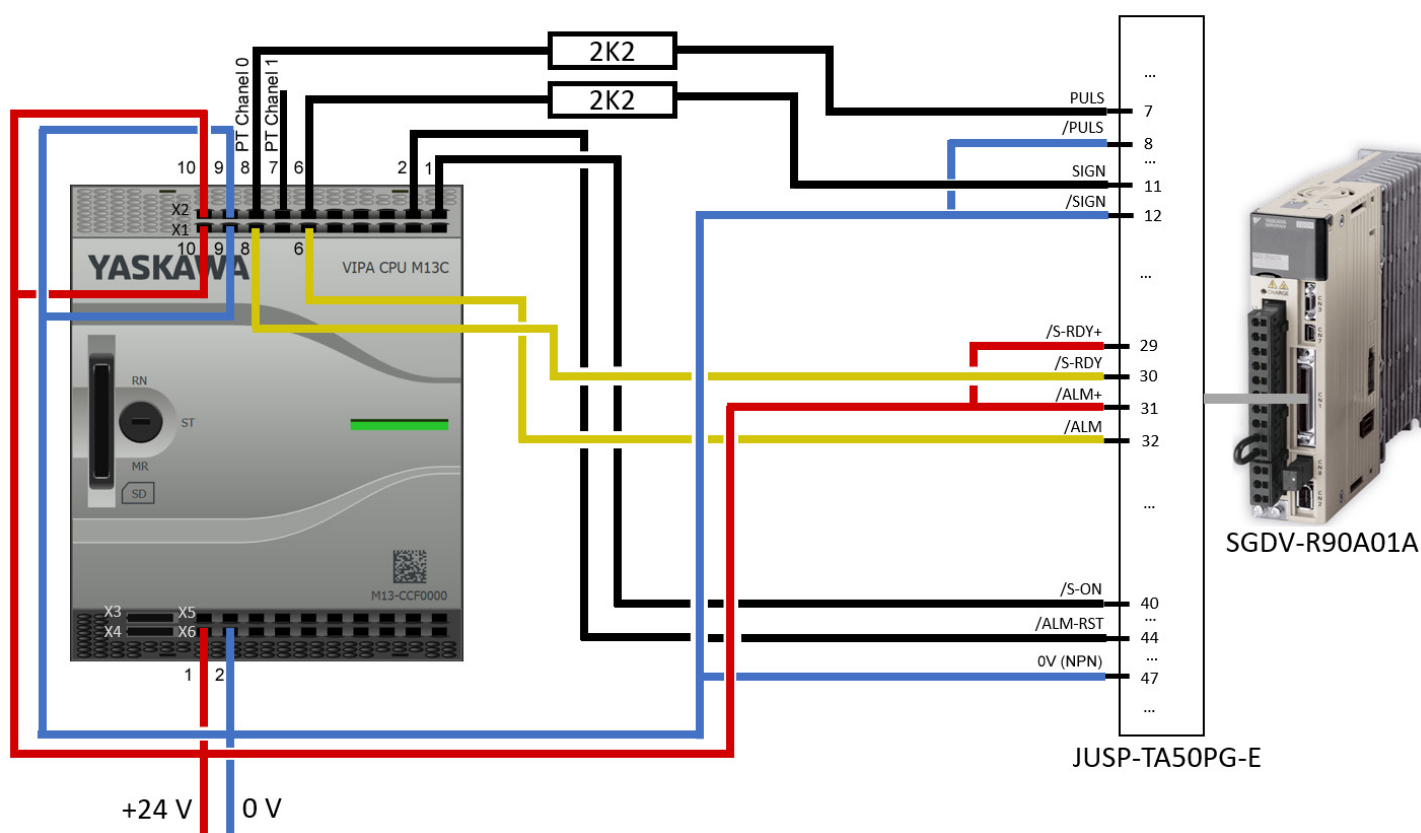 2K2
2K2
PT Channel 0
PT Channel 1
10 9 8 7 6 2 1
X2
X1
10 9 8 6
YASKAWA
VIPA CPU M13C
RN
ST
MR
SD
M13-CCF0000
X3 X5
X4 X6
1 2
+24 V
0 V
...
PULS 7
/PULS 8
...
SIGN 11
/SIGN 12
...
/S-RDY+ 29
/S-RDY 30
/ALM+ 31
/ALM 32
...
/S-ON 40
...
/ALM-RST 44
...
0V (NPN) 47
...
JUSP-TA50PG-E
CHARGE
SGDV-R90A01A